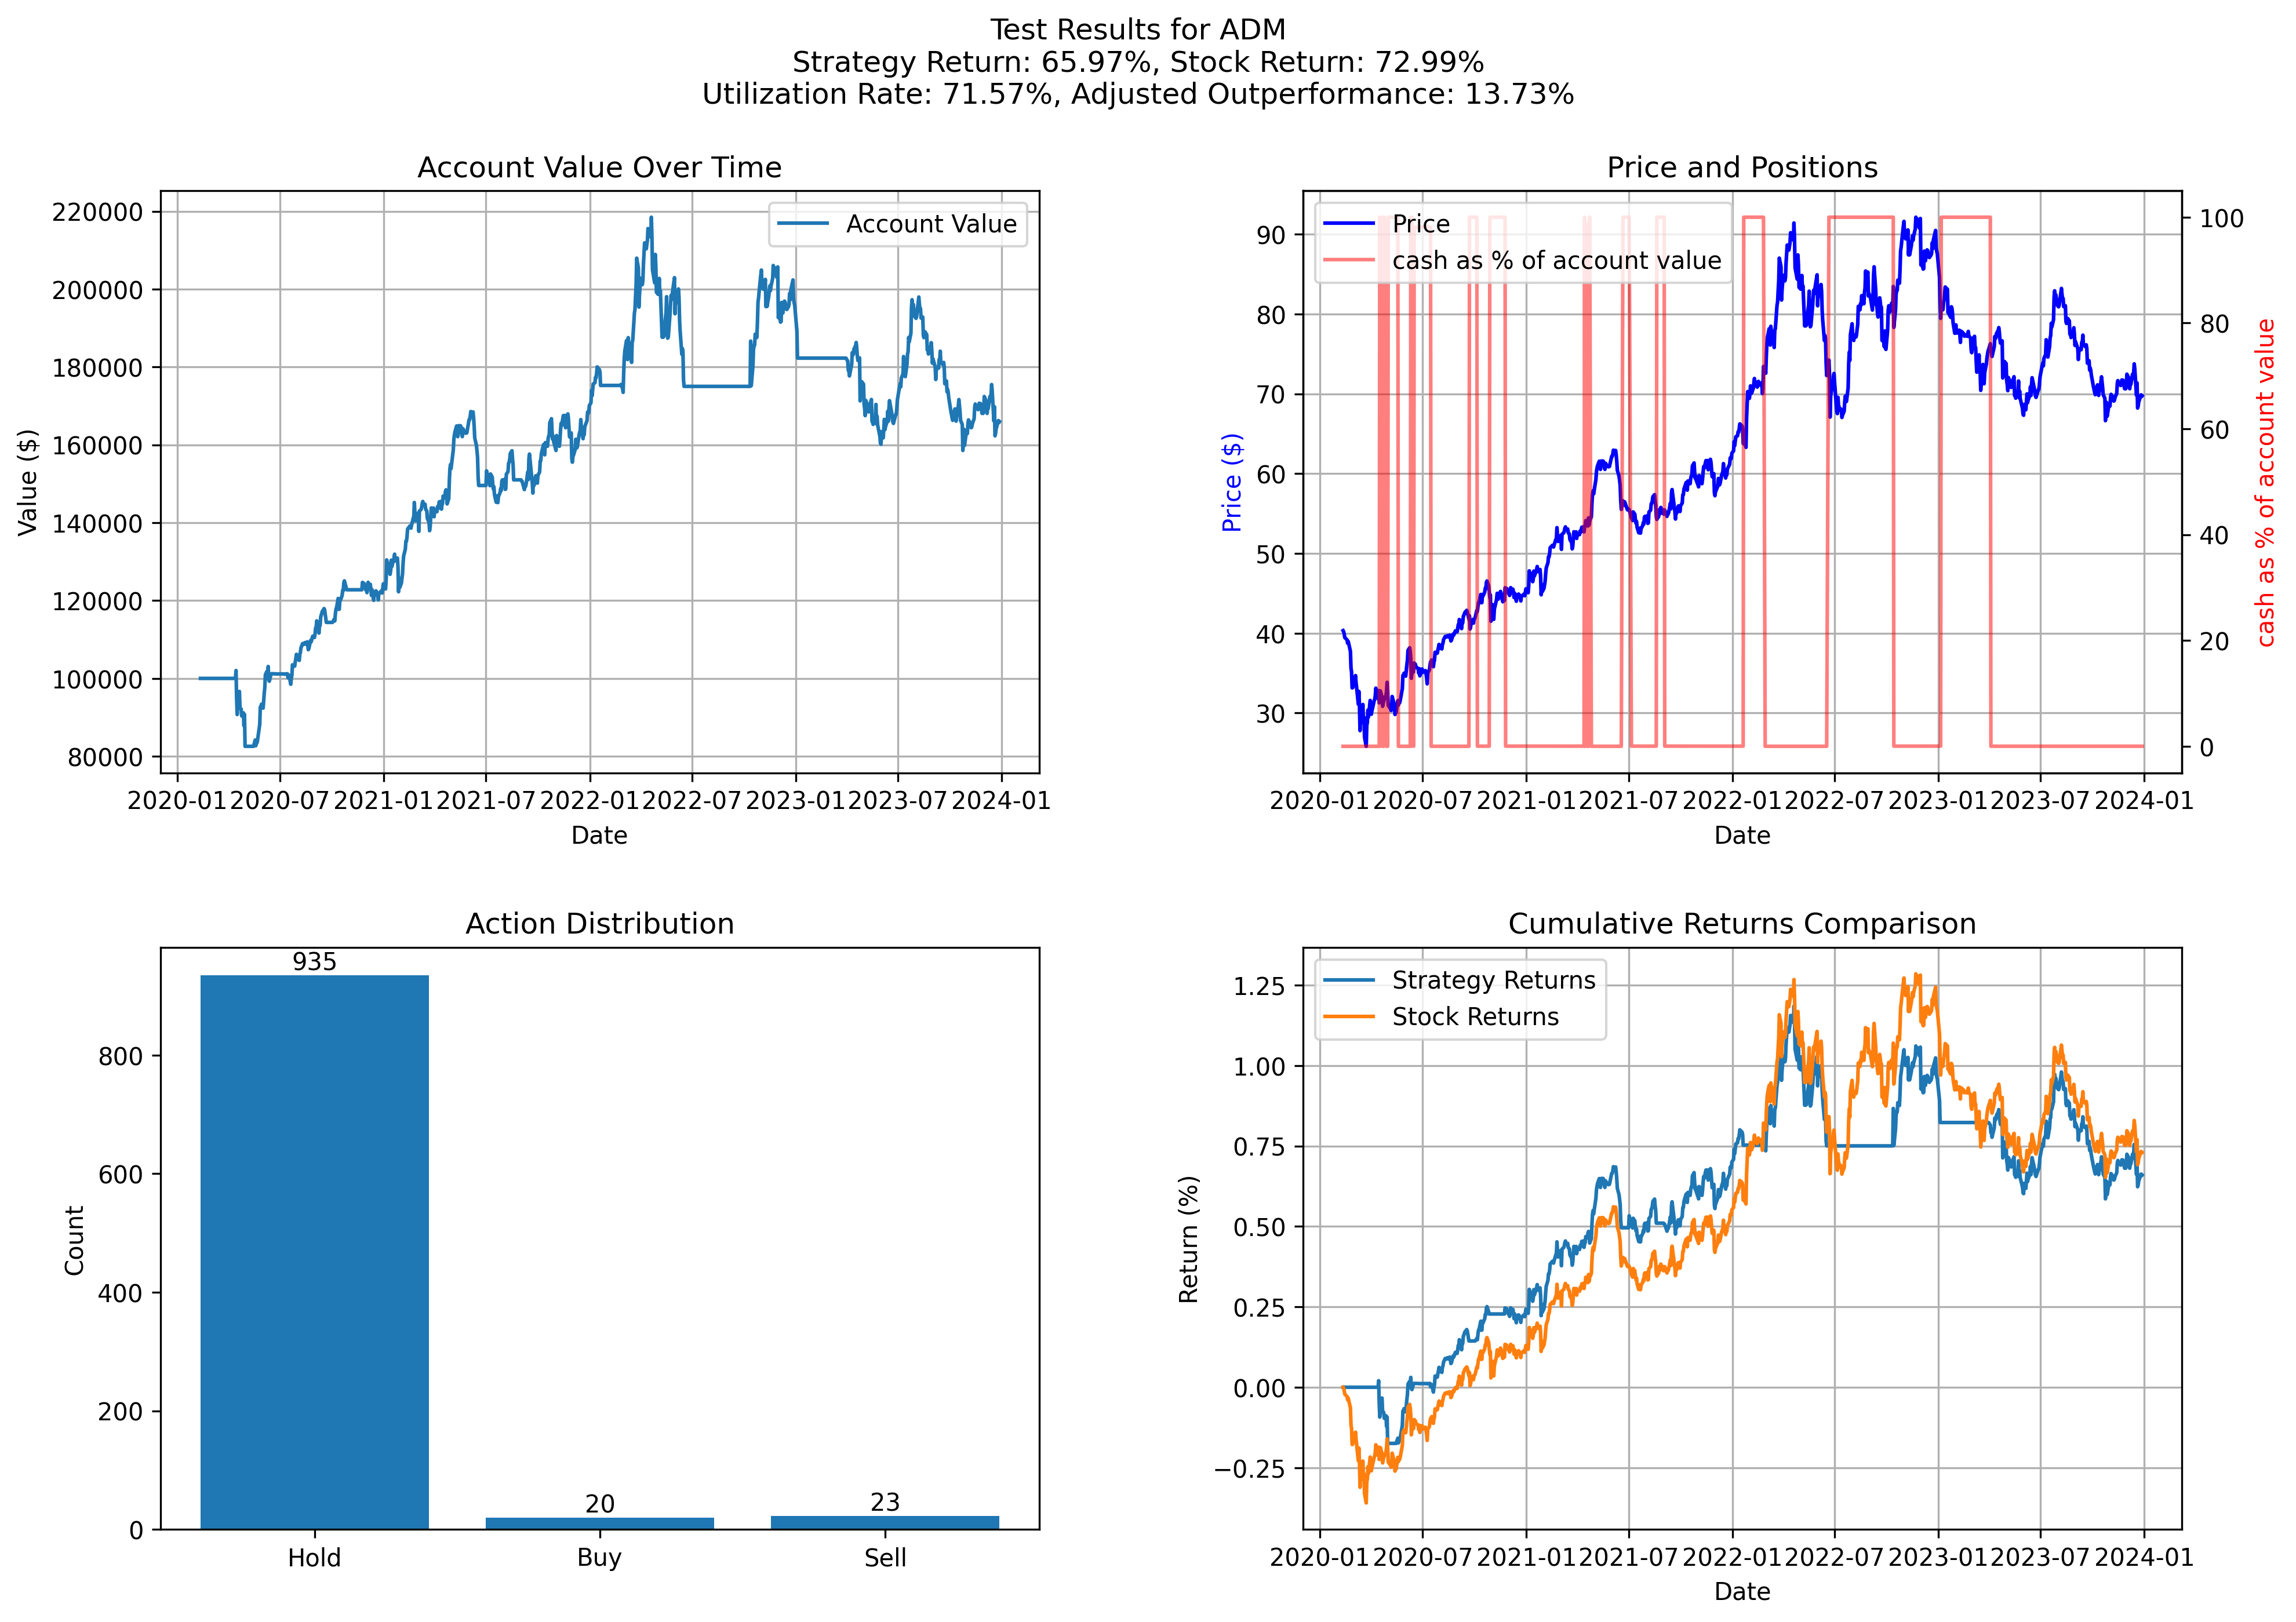 Test Results for ADM
Strategy Return: 65.97%, Stock Return: 72.99%
Utilization Rate: 71.57%, Adjusted Outperformance: 13.73%
Account Value Over Time
Account Value
220000
200000
180000
160000
140000
120000
100000
80000
Value ($)
2020-01 2020-07 2021-01 2021-07 2022-01 2022-07 2023-01 2023-07 2024-01
Date
Price and Positions
Price
cash as % of account value
90
80
70
60
50
40
30
Price ($)
100
80
60
40
20
0
cash as % of account value
2020-01 2020-07 2021-01 2021-07 2022-01 2022-07 2023-01 2023-07 2024-01
Date
Action Distribution
935
20
23
800
600
400
200
0
Count
Hold Buy Sell
Cumulative Returns Comparison
Strategy Returns
Stock Returns
1.25
1.00
0.75
0.50
0.25
0.00
−0.25
Return (%)
2020-01 2020-07 2021-01 2021-07 2022-01 2022-07 2023-01 2023-07 2024-01
Date